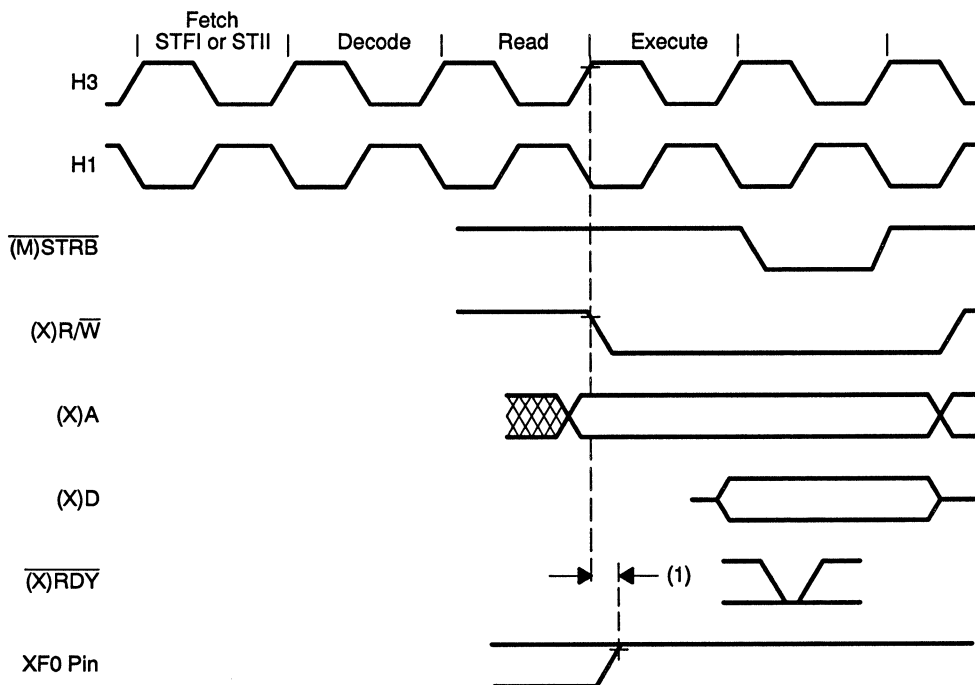 Fetch
STFI or STII
Decode
Read
Execute
H3
H1
(M)STRB
(X)R/W
(X)A
(X)D
(X)RDY
(1)
XF0 Pin